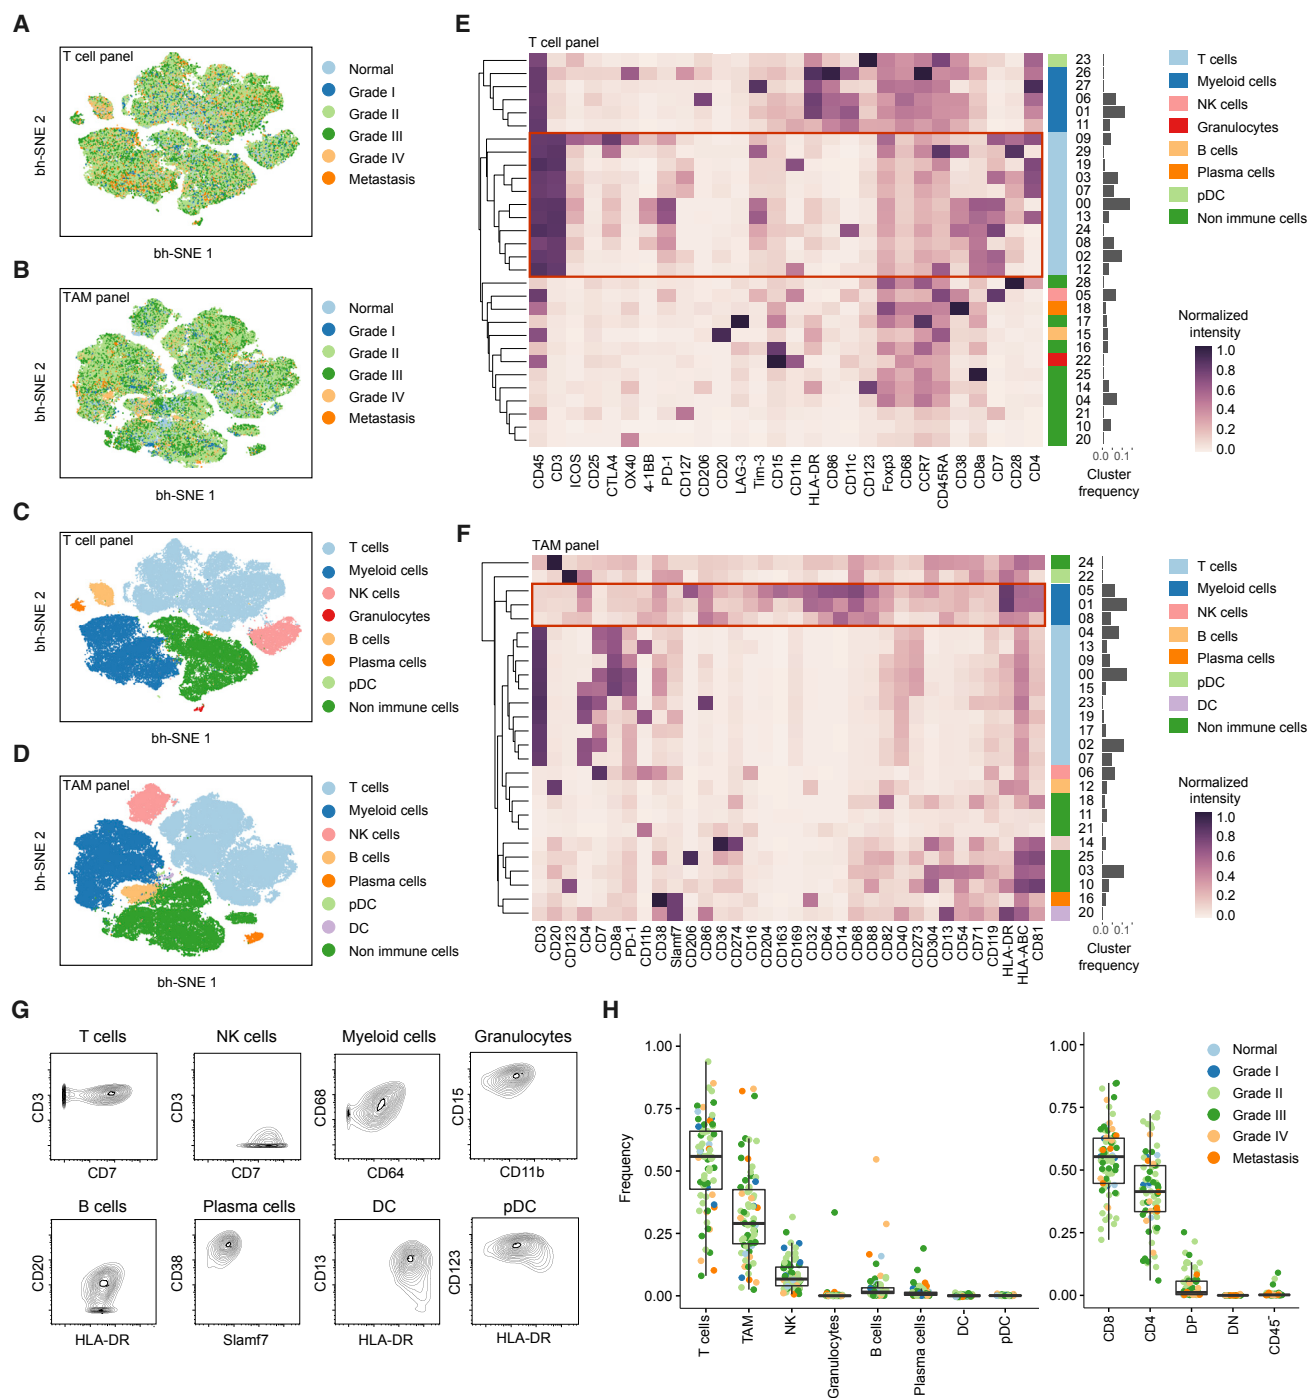 A
T cell panel
bh-SNE 2
bh-SNE 1
Normal
Grade I
Grade II
Grade III
Grade IV
Metastasis
B
TAM panel
bh-SNE 2
bh-SNE 1
Normal
Grade I
Grade II
Grade III
Grade IV
Metastasis
C
T cell panel
bh-SNE 2
bh-SNE 1
T cells
Myeloid cells
NK cells
Granulocytes
B cells
Plasma cells
pDC
Non immune cells
D
TAM panel
bh-SNE 2
bh-SNE 1
T cells
Myeloid cells
NK cells
B cells
Plasma cells
pDC
DC
Non immune cells
E
T cell panel
23
26
27
06
01
11
09
29
19
03
07
00
13
24
08
02
12
28
05
18
17
15
16
22
25
14
04
21
10
20
CD45
CD3
ICOS
CD25
CTLA4
OX40
4-1BB
PD-1
CD127
CD206
CD20
LAG-3
Tim-3
CD15
CD11b
HLA-DR
CD86
CD11c
CD123
Foxp3
CD68
CCR7
CD45RA
CD38
CD8a
CD7
CD28
CD4
0.0 0.1
Cluster
frequency
T cells
Myeloid cells
NK cells
Granulocytes
B cells
Plasma cells
pDC
Non immune cells
Normalized
intensity
1.0
0.8
0.6
0.4
0.2
0.0
F
TAM panel
24
22
05
01
08
04
13
09
00
15
23
19
17
02
07
06
12
18
11
21
14
25
03
10
16
20
CD3
CD20
CD123
CD4
CD7
CD8a
PD-1
CD11b
CD38
Slamf7
CD206
CD86
CD36
CD274
CD16
CD204
CD163
CD169
CD32
CD64
CD14
CD68
CD88
CD82
CD40
CD273
CD304
CD13
CD54
CD71
CD119
HLA-DR
HLA-ABC
CD81
0.0 0.1
Cluster
frequency
T cells
Myeloid cells
NK cells
B cells
Plasma cells
pDC
DC
Non immune cells
Normalized
intensity
1.0
0.8
0.6
0.4
0.2
0.0
G
T cells
CD3
CD7
NK cells
CD3
CD7
Myeloid cells
CD68
CD64
Granulocytes
CD15
CD11b
B cells
CD20
HLA-DR
Plasma cells
CD38
Slamf7
DC
CD13
HLA-DR
pDC
CD123
HLA-DR
H
Frequency
1.00
0.75
0.50
0.25
0.00
T cells
TAM
NK
Granulocytes
B cells
Plasma cells
DC
pDC
1.00
0.75
0.50
0.25
0.00
CD8
CD4
DP
DN
CD45⁻
Normal
Grade I
Grade II
Grade III
Grade IV
Metastasis